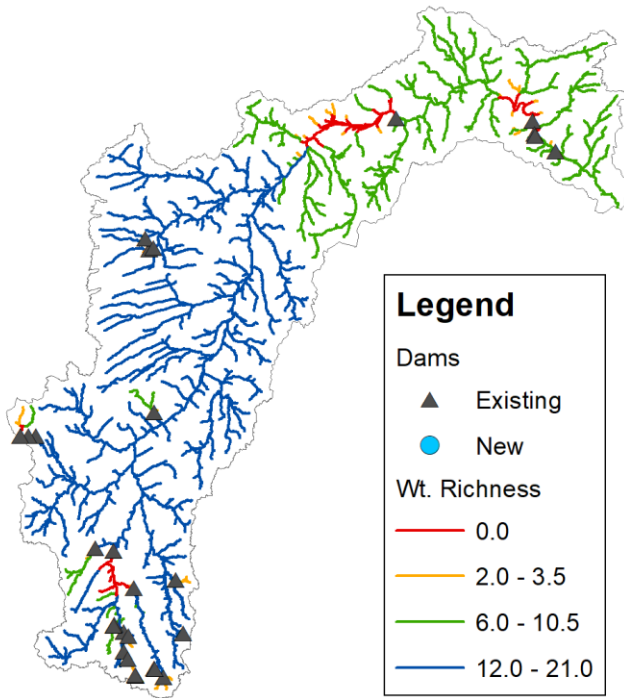 Legend
Dams
Existing
New
Wt. Richness
0.0
2.0 - 3.5
6.0 - 10.5
12.0 - 21.0